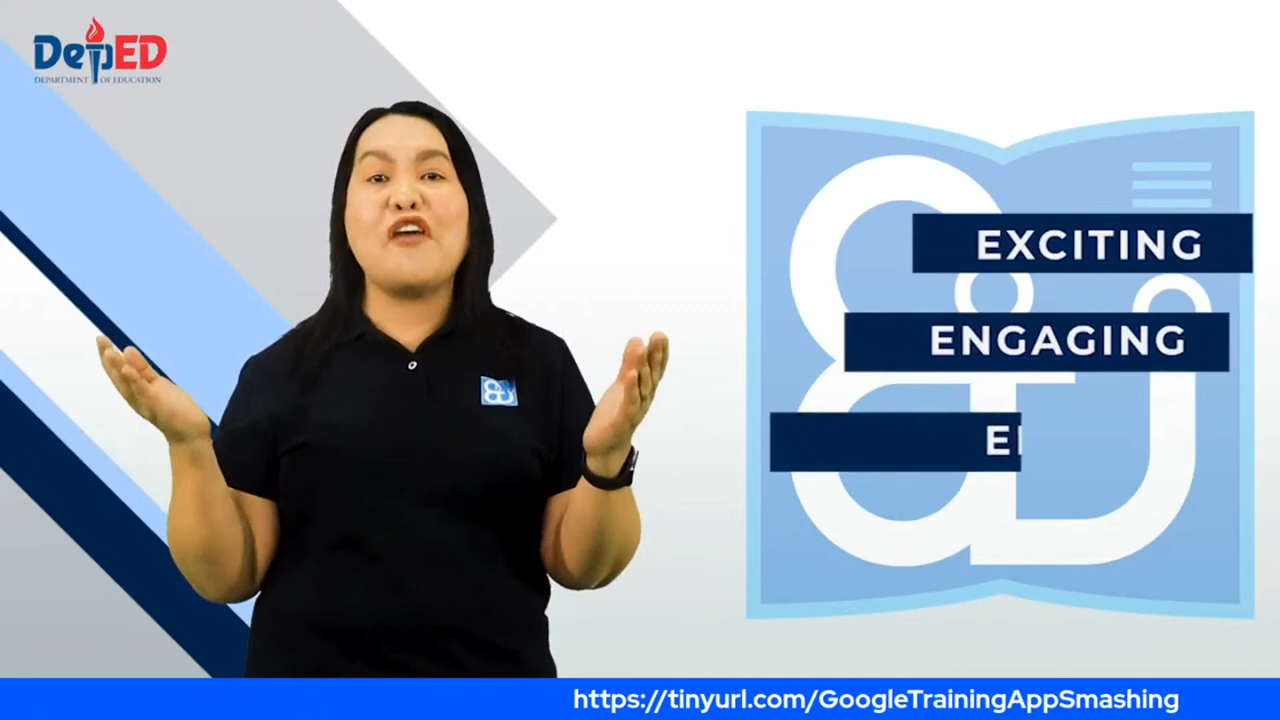 DepED
DEPARTMENT OF EDUCATION
EXCITING
ENGAGING
https://tinyurl.com/GoogleTrainingAppSmashing